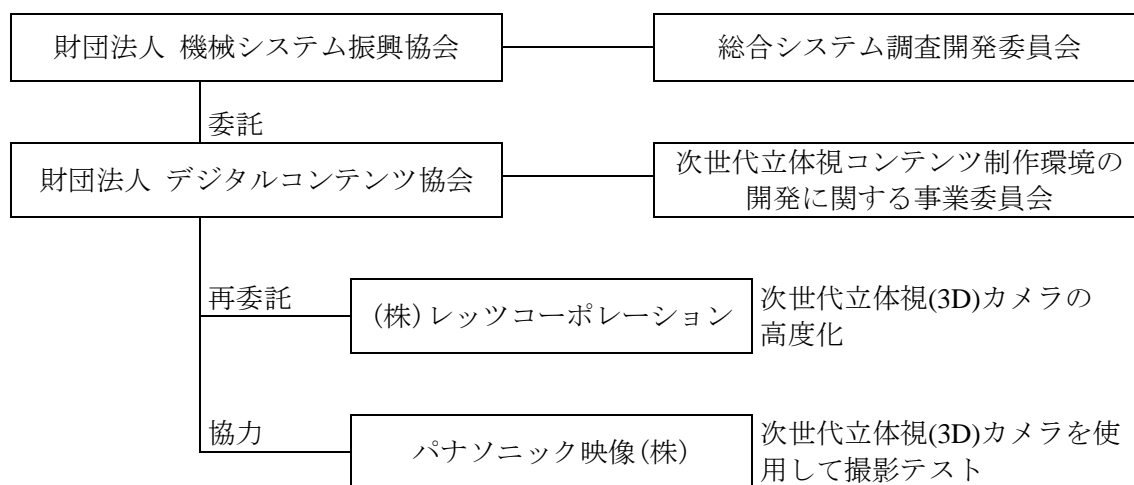 財団法人 機械システム振興協会
総合システム調査開発委員会
委託
財団法人 デジタルコンテンツ協会
次世代立体視コンテンツ制作環境の
開発に関する事業委員会
再委託
(株)レッツコーポレーション
次世代立体視(3D)カメラの
高度化
協力
パナソニック映像(株)
次世代立体視(3D)カメラを使
用して撮影テスト